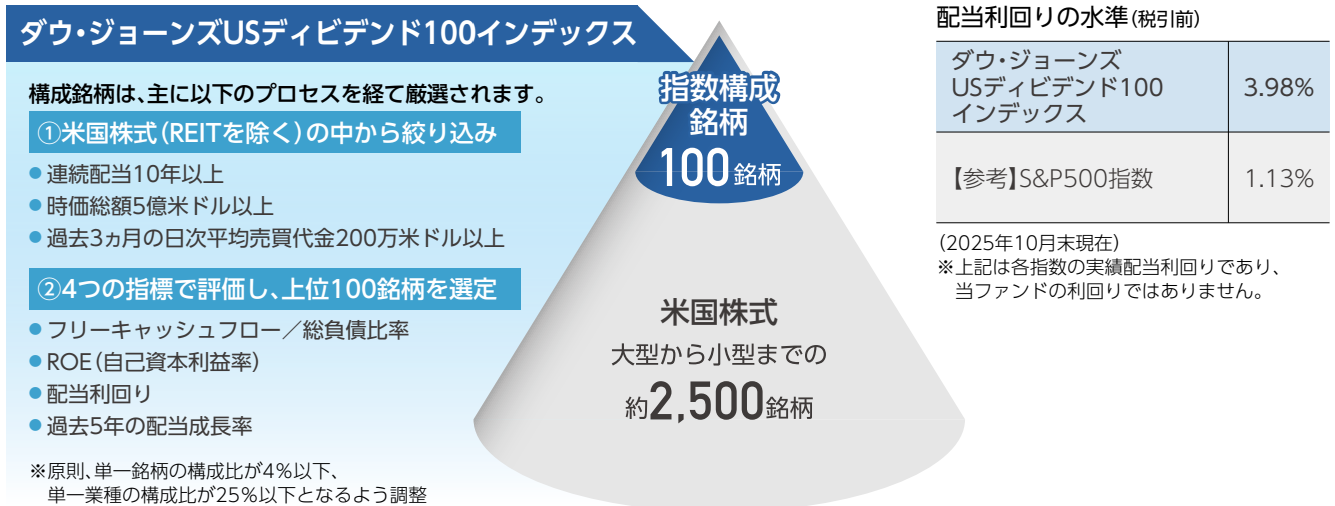 ダウ・ジョーンズUSディビデンド100インデックス
構成銘柄は、主に以下のプロセスを経て厳選されます。
①米国株式(REITを除く)の中から絞り込み
●連続配当10年以上
●時価総額5億米ドル以上
●過去3ヵ月の日次平均売買代金200万米ドル以上
②4つの指標で評価し、上位100銘柄を選定
●フリーキャッシュフロー/総負債比率
●ROE(自己資本利益率)
●配当利回り
●過去5年の配当成長率
※原則、単一銘柄の構成比が4%以下、
単一業種の構成比が25%以下となるよう調整
指数構成
銘柄
100銘柄
米国株式
大型から小型までの
約2,500銘柄
配当利回りの水準(税引前)
ダウ・ジョーンズ
USディビデンド100
インデックス
3.98%
【参考】S&P500指数
1.13%
(2025年10月末現在)
※上記は各指数の実績配当利回りであり、
当ファンドの利回りではありません。